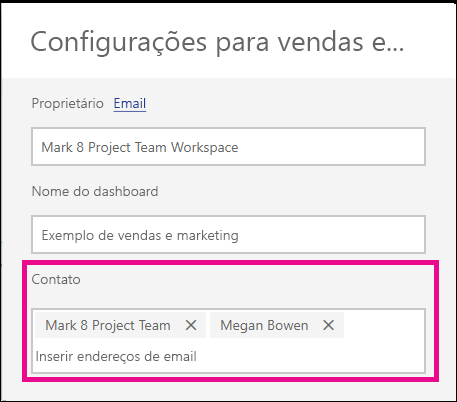 Configurações para vendas e...
Proprietário Email
Mark 8 Project Team Workspace
Nome do dashboard
Exemplo de vendas e marketing
Contato
Mark 8 Project Team Megan Bowen
Inserir endereços de email